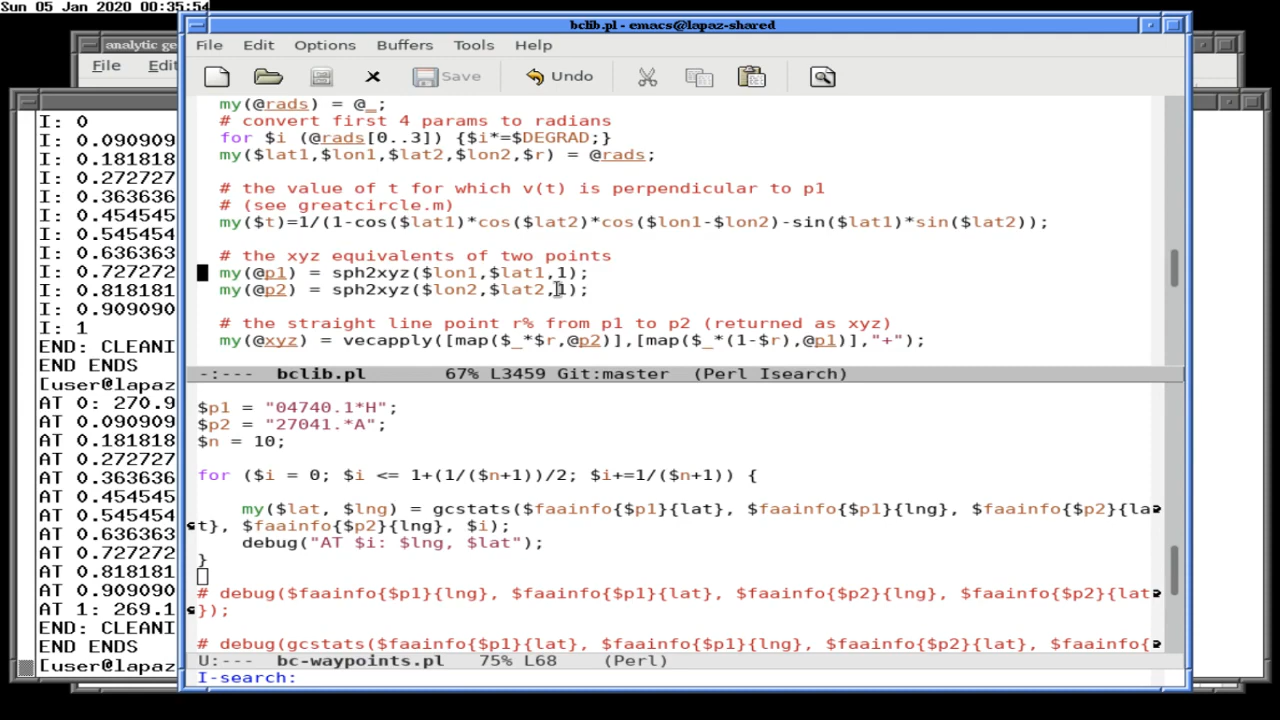 Sun 05 Jan 2020 00:35:54
bclib.pl - emacs@lapaz-shared
analytic ge
File Edit
File Edit Options Buffers Tools Help
Save Undo
my(@rads) = @_;
# convert first 4 params to radians
for $i (@rads[0..3]) {$i*=$DEGRAD;}
my($lat1,$lon1,$lat2,$lon2,$r) = @rads;
# the value of t for which v(t) is perpendicular to p1
# (see greatcircle.m)
my($t)=1/(1-cos($lat1)*cos($lat2)*cos($lon1-$lon2)-sin($lat1)*sin($lat2));
# the xyz equivalents of two points
my(@p1) = sph2xyz($lon1,$lat1,1);
my(@p2) = sph2xyz($lon2,$lat2,1);
# the straight line point r% from p1 to p2 (returned as xyz)
my(@xyz) = vecapply([map($_*$r,@p2)],[map($_*(1-$r),@p1)],"+");
-:--- bclib.pl 67% L3459 Git:master (Perl Isearch)
$p1 = "04740.1*H";
$p2 = "27041.*A";
$n = 10;
for ($i = 0; $i <= 1+(1/($n+1))/2; $i+=1/($n+1)) {
my($lat, $lng) = gcstats($faainfo{$p1}{lat}, $faainfo{$p1}{lng}, $faainfo{$p2}{la
t}, $faainfo{$p2}{lng}, $i);
debug("AT $i: $lng, $lat");
}
# debug($faainfo{$p1}{lng}, $faainfo{$p1}{lat}, $faainfo{$p2}{lng}, $faainfo{$p2}{lat
});
# debug(gcstats($faainfo{$p1}{lat}, $faainfo{$p1}{lng}, $faainfo{$p2}{lat}, $faainfo{
U:--- bc-waypoints.pl 75% L68 (Perl)
I-search:
I: 0
I: 0.090909
I: 0.181818
I: 0.272727
I: 0.363636
I: 0.454545
I: 0.545454
I: 0.636363
I: 0.727272
I: 0.818181
I: 0.909090
I: 1
END: CLEANI
END ENDS
[user@lapaz
AT 0: 270.9
AT 0.090909
AT 0.181818
AT 0.272727
AT 0.363636
AT 0.454545
AT 0.545454
AT 0.636363
AT 0.727272
AT 0.818181
AT 0.909090
AT 1: 269.1
END: CLEANI
END ENDS
[user@lapaz